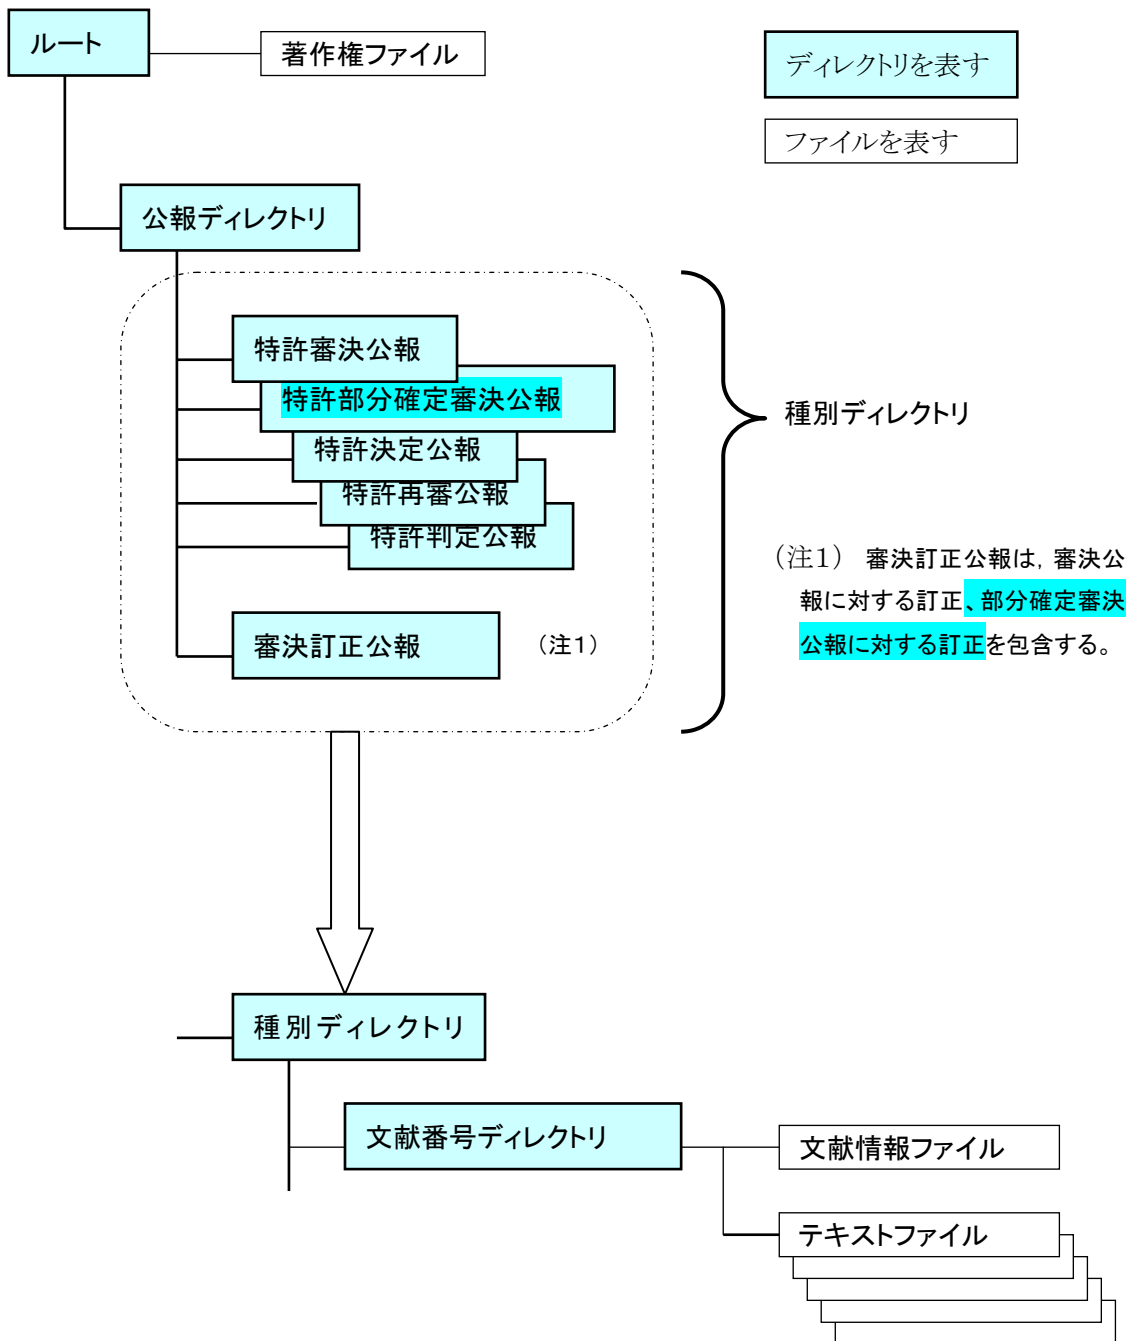 ルート
著作権ファイル
ディレクトリを表す
ファイルを表す
公報ディレクトリ
特許審決公報
特許部分確定審決公報
特許決定公報
特許再審公報
特許判定公報
審決訂正公報
(注1)
種別ディレクトリ
(注1) 審決訂正公報は，審決公
報に対する訂正、部分確定審決
公報に対する訂正を包含する。
種別ディレクトリ
文献番号ディレクトリ
文献情報ファイル
テキストファイル